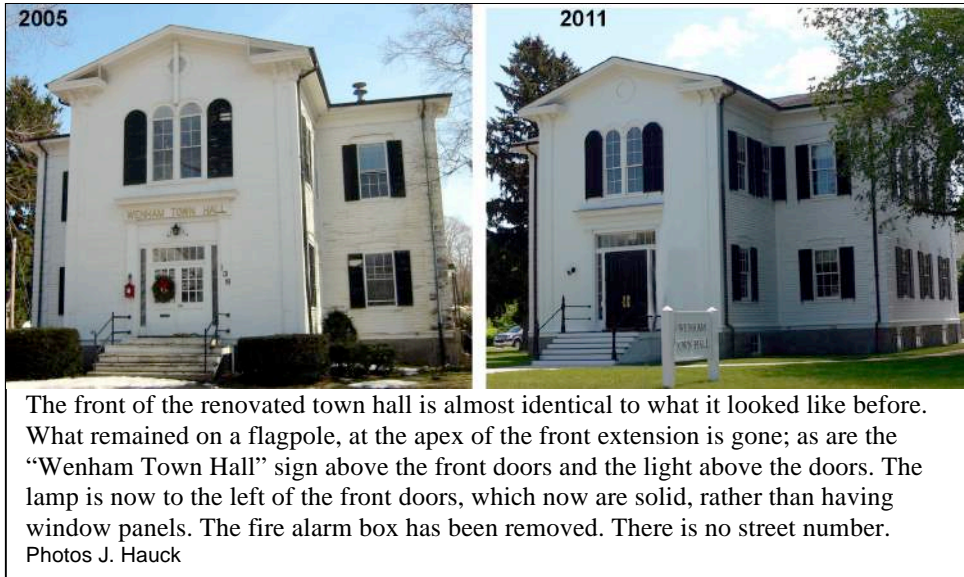 2005
2011
WENHAM TOWN HALL
138
WENHAM
TOWN HALL
The front of the renovated town hall is almost identical to what it looked like before.
What remained on a flagpole, at the apex of the front extension is gone; as are the
“Wenham Town Hall” sign above the front doors and the light above the doors. The
lamp is now to the left of the front doors, which now are solid, rather than having
window panels. The fire alarm box has been removed. There is no street number.
Photos J. Hauck